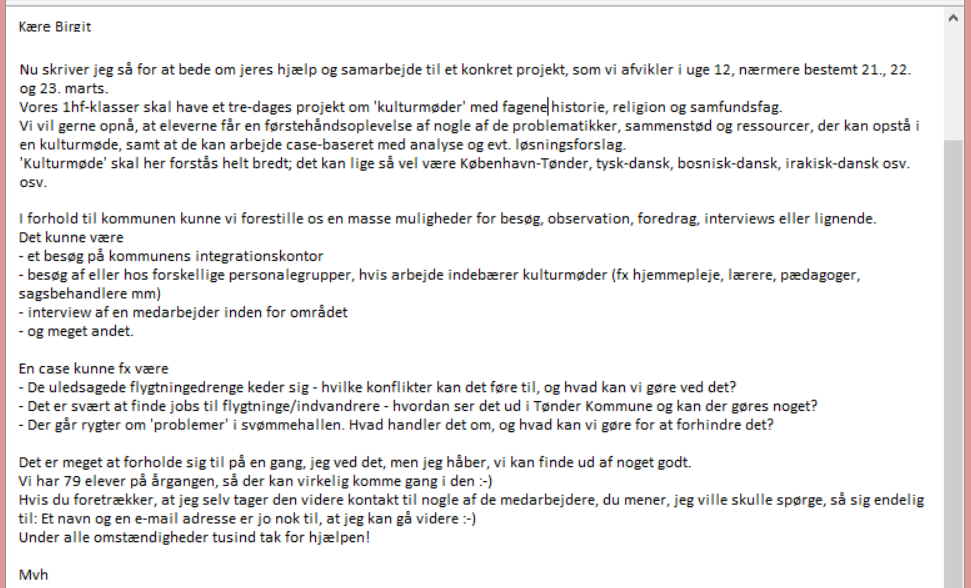 Kære Birgit
Nu skriver jeg så for at bede om jeres hjælp og samarbejde til et konkret projekt, som vi afvikler i uge 12, nærmere bestemt 21., 22.
og 23. marts.
Vores 1hf-klasser skal have et tre-dages projekt om 'kulturmøder' med fagene historie, religion og samfundsfag.
Vi vil gerne opnå, at eleverne får en førstehåndsoplevelse af nogle af de problematikker, sammenstød og ressourcer, der kan opstå i
en kulturmøde, samt at de kan arbejde case-baseret med analyse og evt. løsningsforslag.
'Kulturmøde' skal her forstås helt bredt; det kan lige så vel være København-Tønder, tysk-dansk, bosnisk-dansk, irakisk-dansk osv.
osv.
I forhold til kommunen kunne vi forestille os en masse muligheder for besøg, observation, foredrag, interviews eller lignende.
Det kunne være
- et besøg på kommunens integrationskontor
- besøg af eller hos forskellige personalegrupper, hvis arbejde indebærer kulturmøder (fx hjemmepleje, lærere, pædagoger,
sagsbehandlere mm)
- interview af en medarbejder inden for området
- og meget andet.
En case kunne fx være
- De uledsagede flygtningedrenge keder sig - hvilke konflikter kan det føre til, og hvad kan vi gøre ved det?
- Det er svært at finde jobs til flygtninge/indvandrere - hvordan ser det ud i Tønder Kommune og kan der gøres noget?
- Der går rygter om 'problemer' i svømmehallen. Hvad handler det om, og hvad kan vi gøre for at forhindre det?
Det er meget at forholde sig til på en gang, jeg ved det, men jeg håber, vi kan finde ud af noget godt.
Vi har 79 elever på årgangen, så der kan virkelig komme gang i den :-)
Hvis du foretrækker, at jeg selv tager den videre kontakt til nogle af de medarbejdere, du mener, jeg ville skulle spørge, så sig endelig
til: Et navn og en e-mail adresse er jo nok til, at jeg kan gå videre :-)
Under alle omstændigheder tusind tak for hjælpen!
Mvh